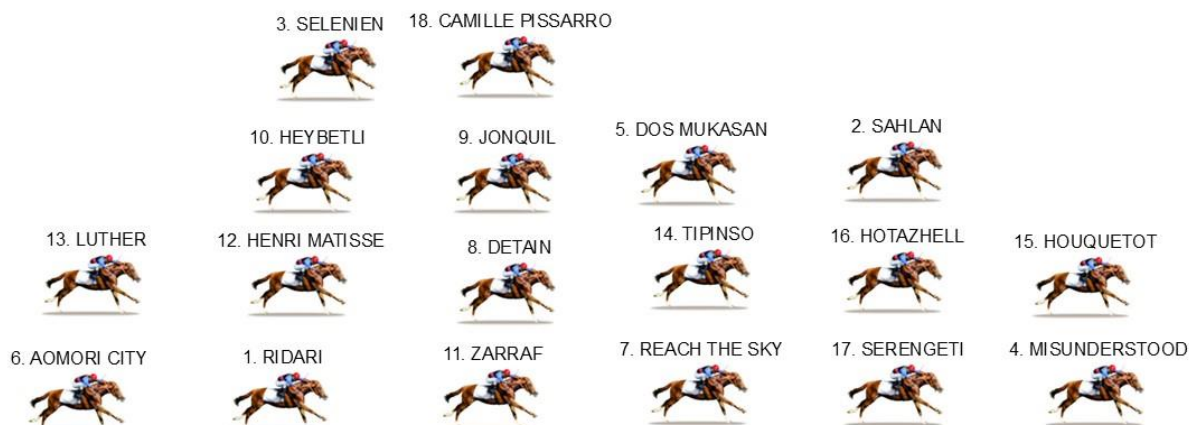 3. SELENIEN
18. CAMILLE PISSARRO
10. HEYBETLI
9. JONQUIL
5. DOS MUKASAN
2. SAHLAN
13. LUTHER
12. HENRI MATISSE
8. DETAIN
14. TIPINSO
16. HOTAZHELL
15. HOUQUETOT
6. AOMORI CITY
1. RIDARI
11. ZARRAF
7. REACH THE SKY
17. SERENGETI
4. MISUNDERSTOOD